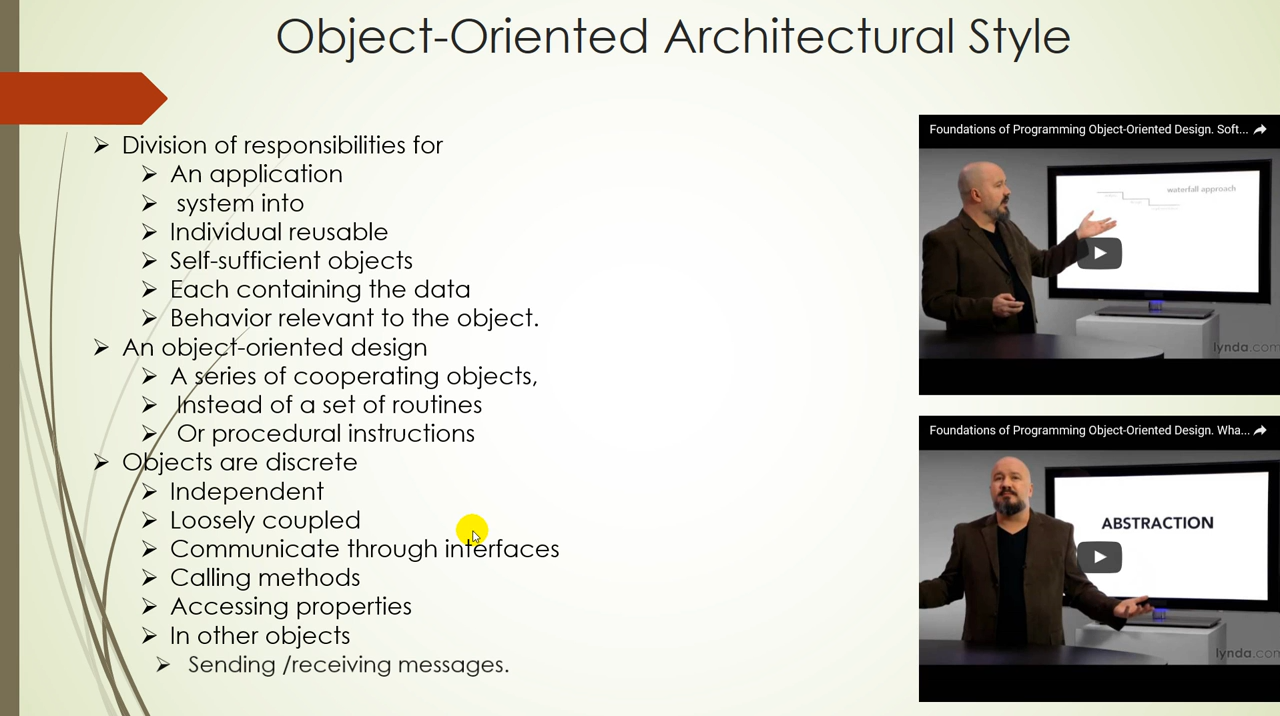 Object-Oriented Architectural Style
Division of responsibilities for
An application
system into
Individual reusable
Self-sufficient objects
Each containing the data
Behavior relevant to the object.
An object-oriented design
A series of cooperating objects,
Instead of a set of routines
Or procedural instructions
Objects are discrete
Independent
Loosely coupled
Communicate through interfaces
Calling methods
Accessing properties
In other objects
Sending /receiving messages.
Foundations of Programming Object-Oriented Design. Soft...
waterfall approach
lynda.com
Foundations of Programming Object-Oriented Design. Wha...
ABSTRACTION
lynda.com